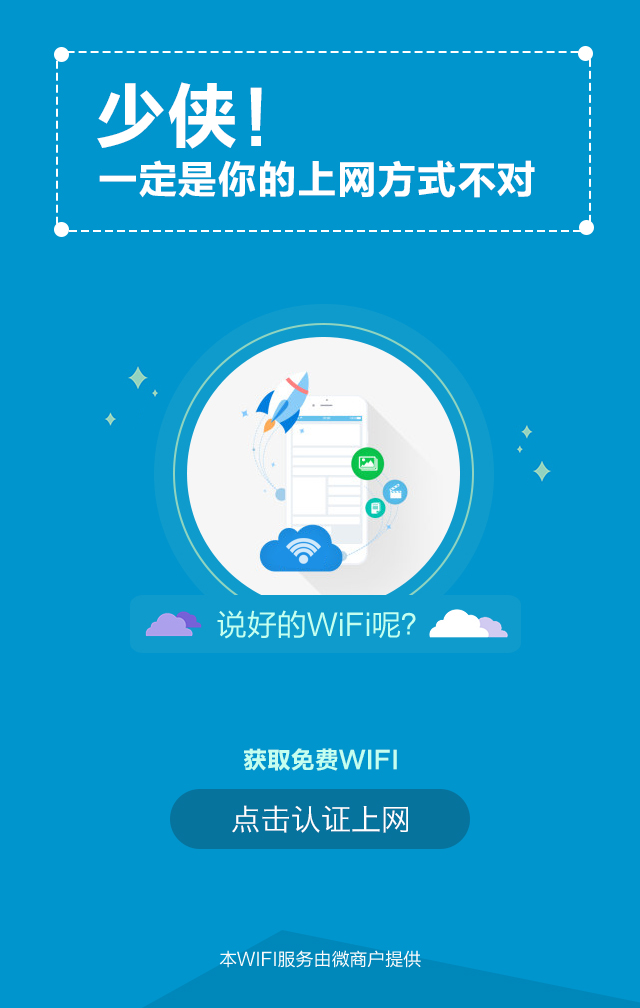 少侠!
一定是你的上网方式不对
说好的WiFi呢?
获取免费WIFI
点击认证上网
本WIFI服务由微商户提供